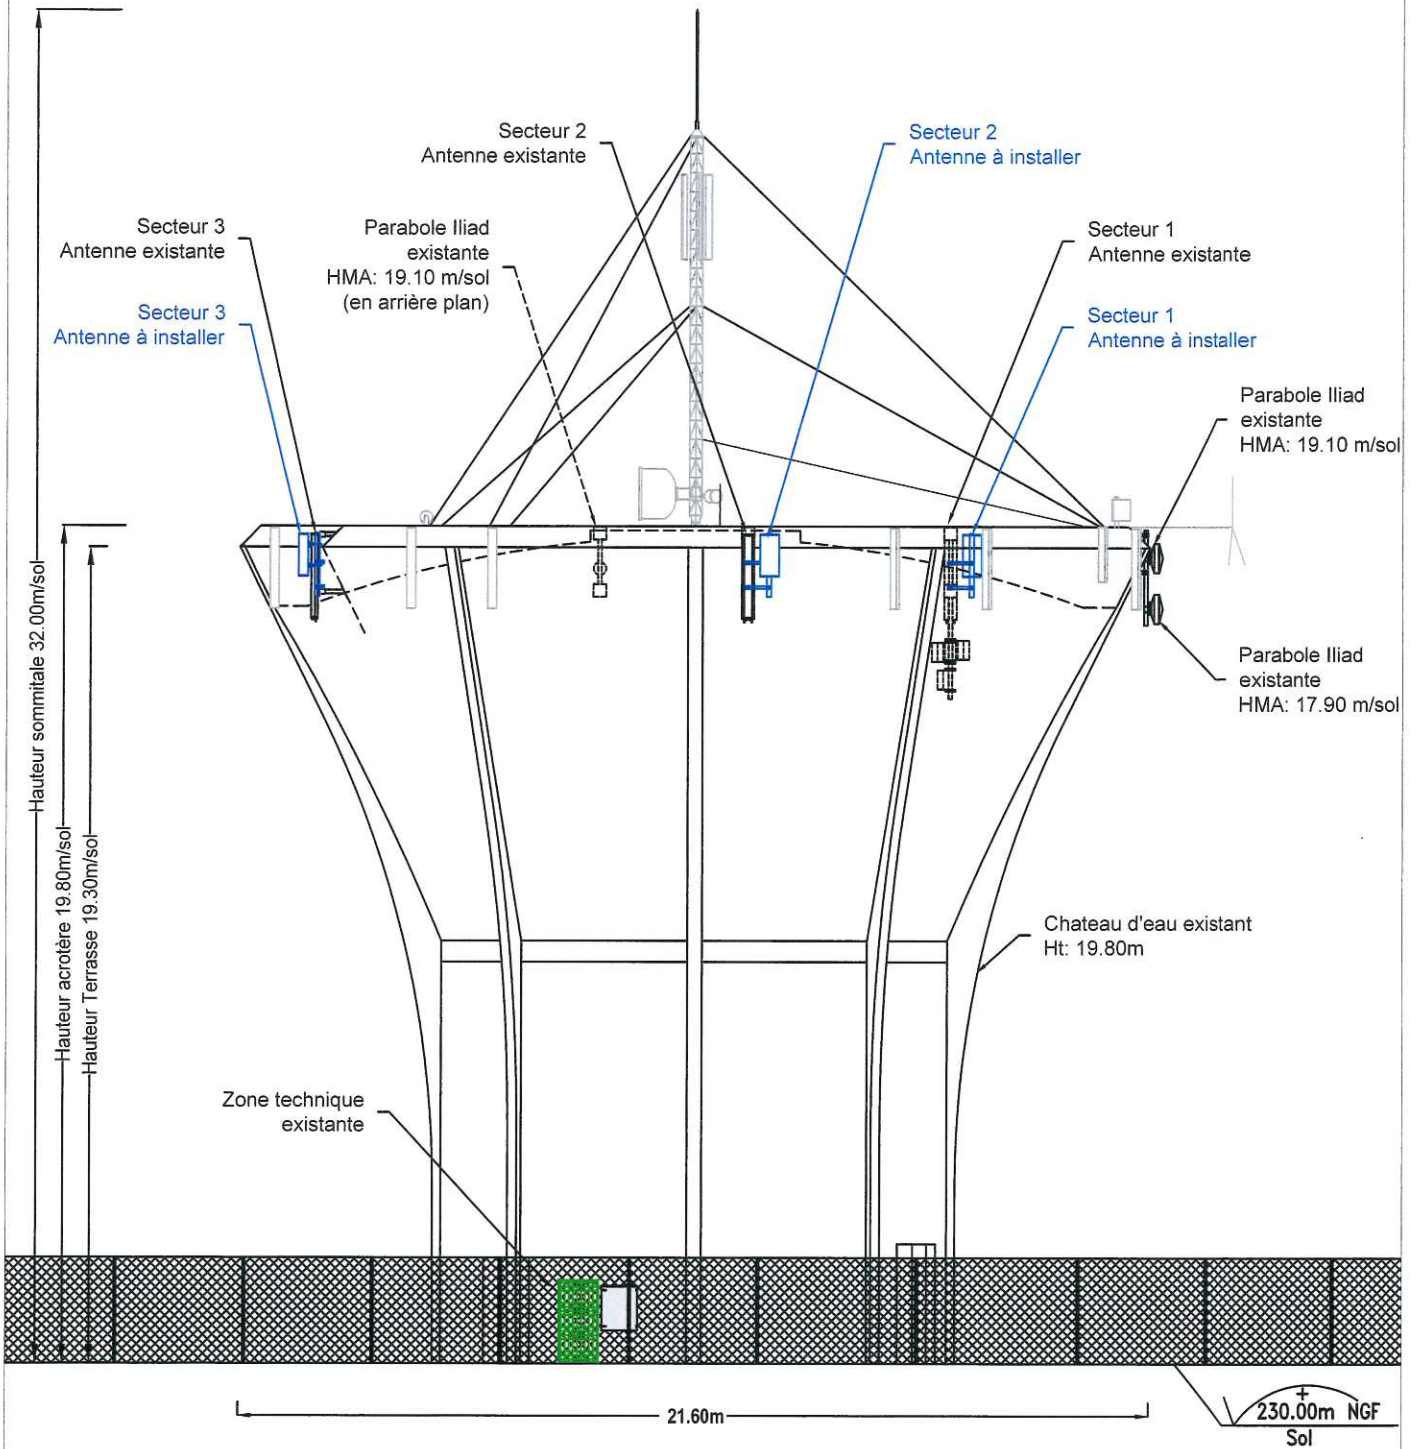 Secteur 2
Antenne existante
Secteur 2
Antenne à installer
Secteur 3
Antenne existante
Parabole Iliad
existante
HMA: 19.10 m/sol
(en arrière plan)
Secteur 1
Antenne existante
Secteur 3
Antenne à installer
Secteur 1
Antenne à installer
Parabole Iliad
existante
HMA: 19.10 m/sol
Parabole Iliad
existante
HMA: 17.90 m/sol
Hauteur sommitale 32.00m/sol
Hauteur acrotère 19.80m/sol
Hauteur Terrasse 19.30m/sol
Chateau d'eau existant
Ht: 19.80m
Zone technique
existante
21.60m
230.00m NGF
Sol